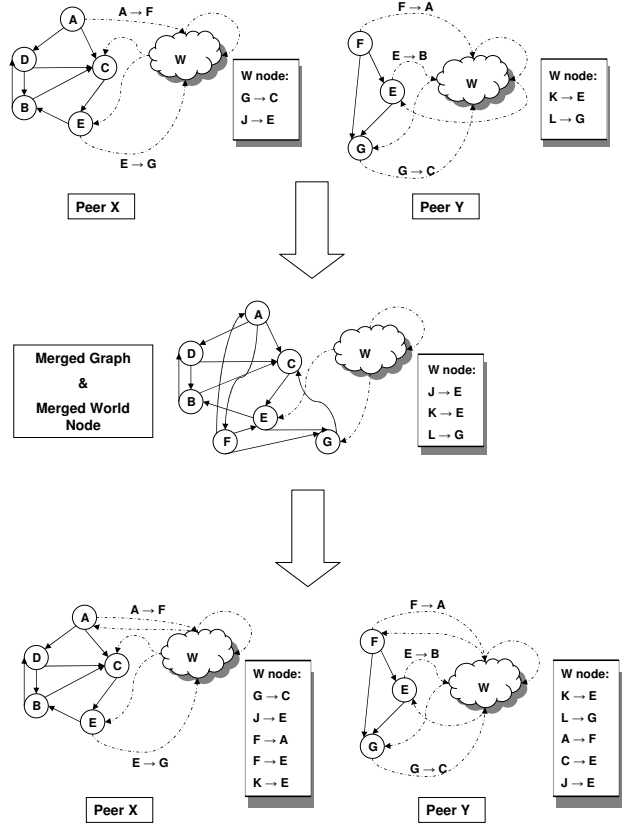 A → F
A
D
C
B
E
W
E → G
W node:
G → C
J → E
Peer X
F → A
F
E → B
E
W
G
G → C
W node:
K → E
L → G
Peer Y
Merged Graph
&
Merged World
Node
A
D
C
B
E
F
G
W
W node:
J → E
K → E
L → G
A → F
A
D
C
B
E
W
E → G
W node:
G → C
J → E
F → A
F → E
K → E
Peer X
F → A
F
E → B
E
W
G
G → C
W node:
K → E
L → G
A → F
C → E
J → E
Peer Y